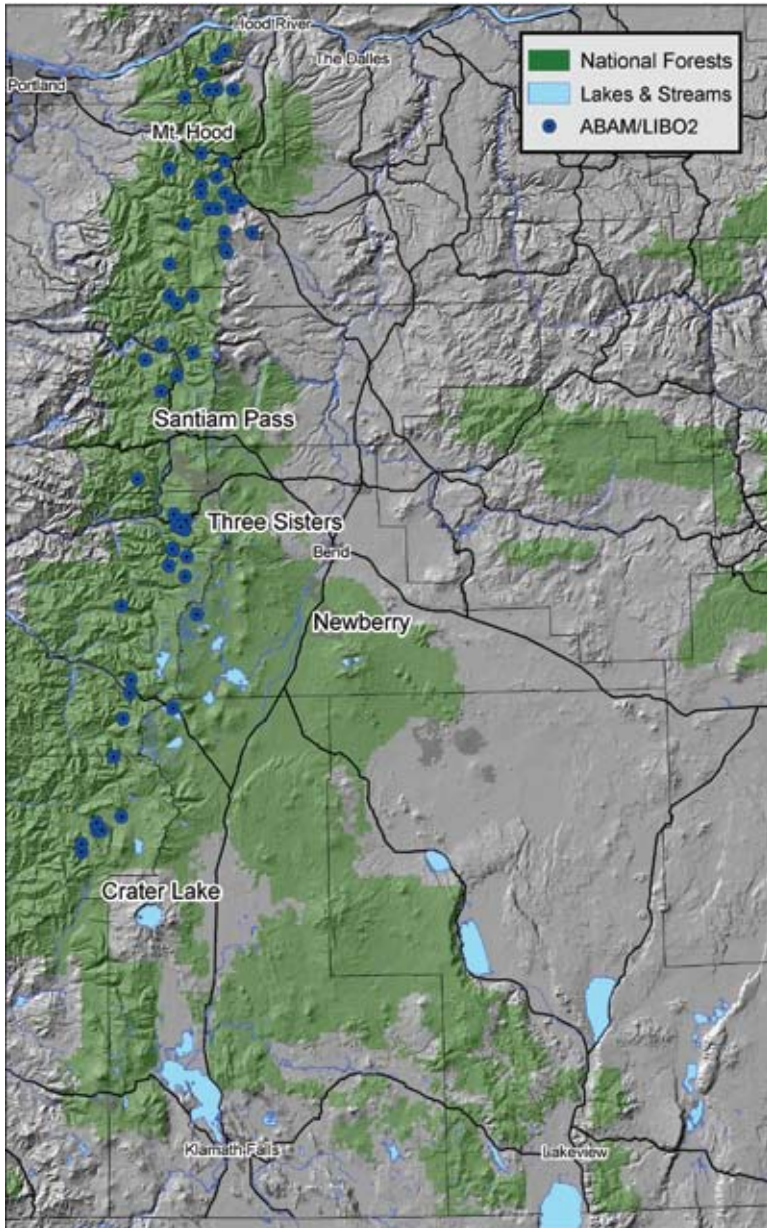 Hood River
The Dalles
Portland
National Forests
Lakes & Streams
ABAM/LIBO2
Mt. Hood
Santiam Pass
Three Sisters
Bend
Newberry
Crater Lake
Klamath Falls
Lakeview